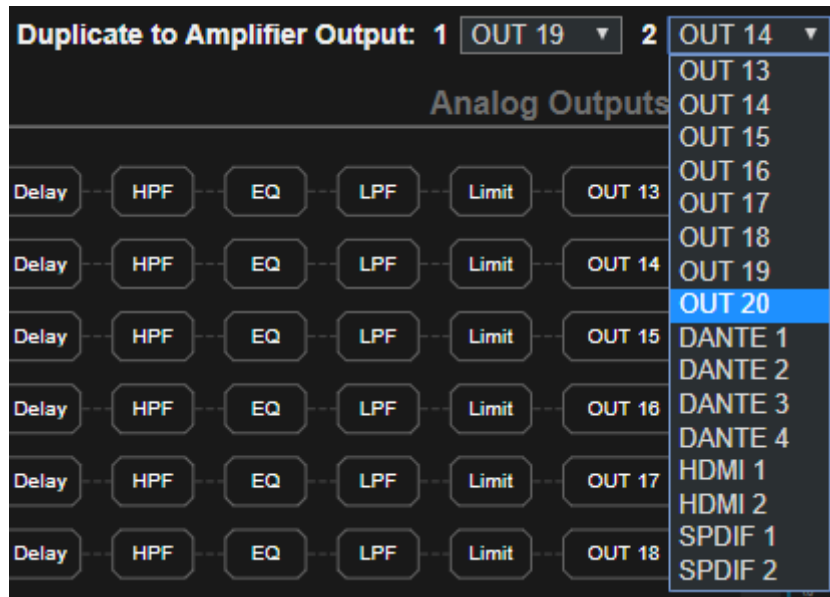 Duplicate to Amplifier Output: 1 OUT 19 ▼ 2 OUT 14 ▼
Analog Outputs
Delay HPF EQ LPF Limit OUT 13
Delay HPF EQ LPF Limit OUT 14
Delay HPF EQ LPF Limit OUT 15
Delay HPF EQ LPF Limit OUT 16
Delay HPF EQ LPF Limit OUT 17
Delay HPF EQ LPF Limit OUT 18
OUT 13
OUT 14
OUT 15
OUT 16
OUT 17
OUT 18
OUT 19
OUT 20
DANTE 1
DANTE 2
DANTE 3
DANTE 4
HDMI 1
HDMI 2
SPDIF 1
SPDIF 2